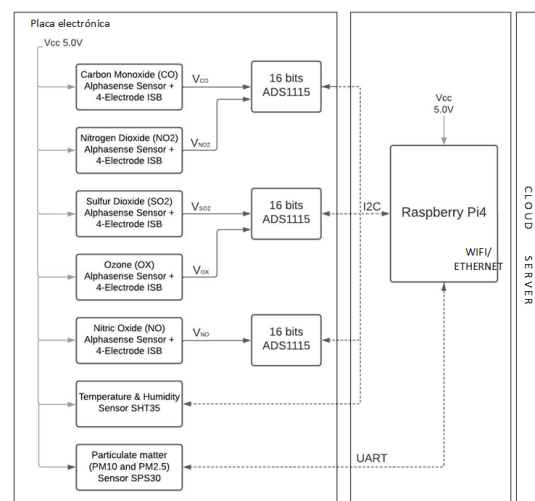 Placa electrónica
Vcc 5.0V
Carbon Monoxide (CO)
Alphasense Sensor +
4-Electrode ISB
VCO
16 bits
ADS1115
Nitrogen Dioxide (NO2)
Alphasense Sensor +
4-Electrode ISB
VNO2
Sulfur Dioxide (SO2)
Alphasense Sensor +
4-Electrode ISB
VSO2
16 bits
ADS1115
Ozone (OX)
Alphasense Sensor +
4-Electrode ISB
VOX
Nitric Oxide (NO)
Alphasense Sensor +
4-Electrode ISB
VNO
16 bits
ADS1115
Temperature & Humidity
Sensor SHT35
Particulate matter
(PM10 and PM2.5)
Sensor SPS30
I2C
UART
Vcc
5.0V
Raspberry Pi4
WIFI/
ETHERNET
CLOUD SERVER